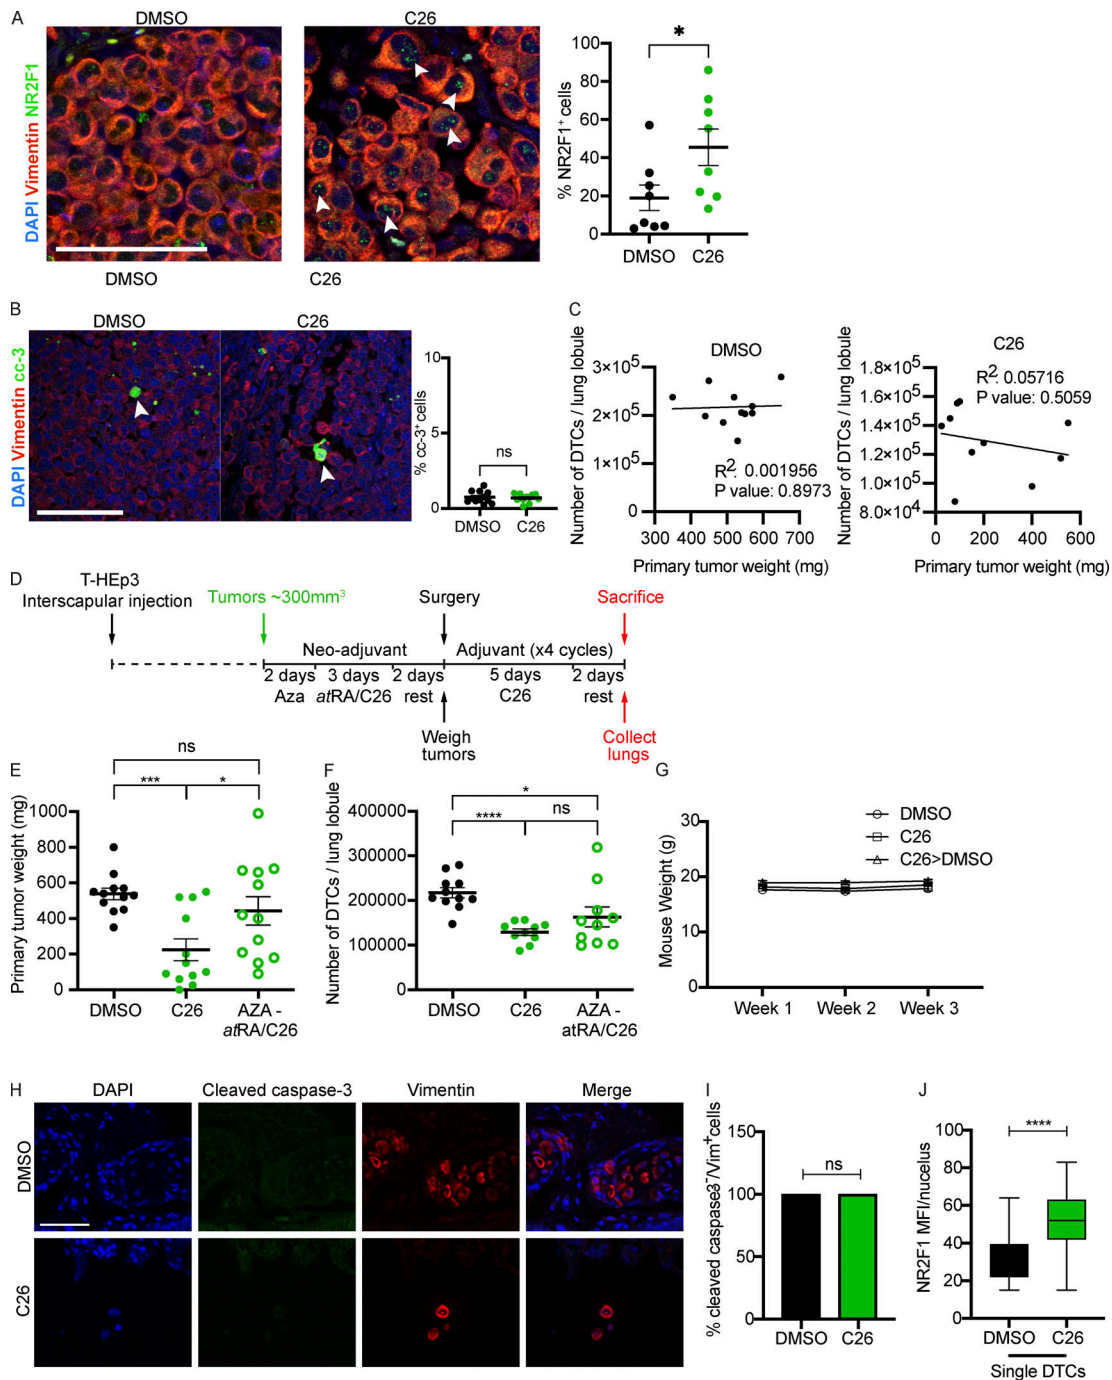 A
DMSO
C26
DAPI Vimentin NR2F1
*
% NR2F1+ cells
100
80
60
40
20
0
DMSO
C26
DMSO
C26
B
DMSO
C26
DAPI Vimentin cc-3
% cc-3+ cells
10
5
0
ns
DMSO
C26
C
Number of DTCs / lung lobule
3×10⁵
2×10⁵
1×10⁵
0
DMSO
R2: 0.001956
P value: 0.8973
300 400 500 600 700
Primary tumor weight (mg)
Number of DTCs / lung lobule
1.8×10⁵
1.6×10⁵
1.4×10⁵
1.2×10⁵
1.0×10⁵
8.0×10⁴
C26
R2: 0.05716
P value: 0.5059
0 200 400 600
Primary tumor weight (mg)
D
T-HEp3
Interscapular injection
Tumors ~300mm³
Surgery
Sacrifice
Neo-adjuvant
Adjuvant (x4 cycles)
2 days 3 days 2 days 5 days 2 days
Aza atRA/C26 rest C26 rest
Weigh
tumors
Collect
lungs
E
ns
*** *
Primary tumor weight (mg)
1000
800
600
400
200
0
DMSO C26 AZA -
atRA/C26
F
*
**** ns
Number of DTCs / lung lobule
400000
300000
200000
100000
0
DMSO C26 AZA -
atRA/C26
G
Mouse Weight (g)
30
20
10
0
DMSO
C26
C26>DMSO
Week 1 Week 2 Week 3
H
DAPI Cleaved caspase-3 Vimentin Merge
DMSO
C26
I
% cleaved caspase3-/Vim+cells
150
100
50
0
ns
DMSO C26
J
NR2F1 MFI/nucelus
100
80
60
40
20
0
****
DMSO C26
Single DTCs